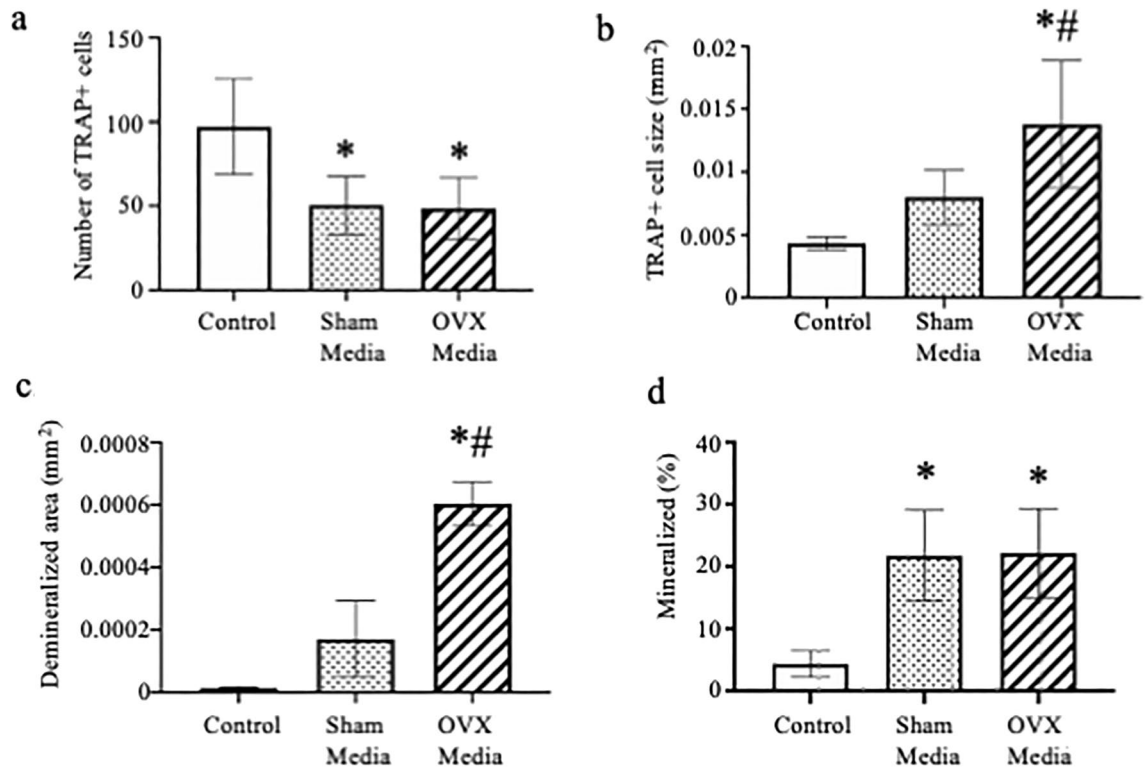 a
Number of TRAP+ cells
150
100
50
0
*
*
Control
Sham
Media
OVX
Media
b
TRAP+ cell size (mm²)
0.02
0.015
0.01
0.005
0
*#
Control
Sham
Media
OVX
Media
c
Demineralized area (mm²)
0.0008
0.0006
0.0004
0.0002
0
*#
Control
Sham
Media
OVX
Media
d
Mineralized (%)
40
30
20
10
0
*
*
Control
Sham
Media
OVX
Media